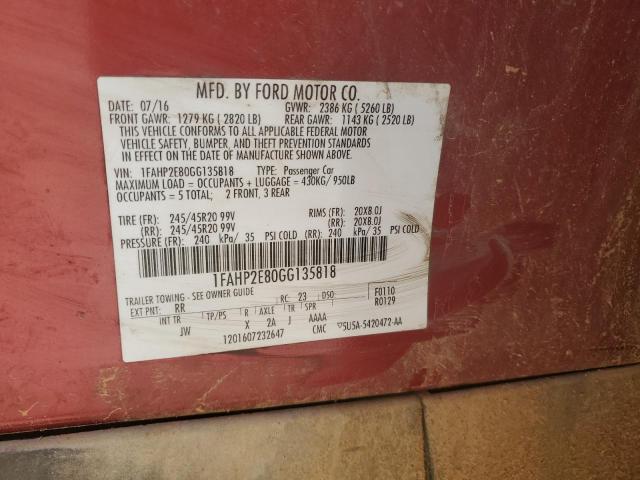 MFD. BY FORD MOTOR CO.
DATE: 07/16 GVWR: 2386 KG ( 5260 LB)
FRONT GAWR: 1279 KG ( 2820 LB) REAR GAWR: 1143 KG ( 2520 LB)
THIS VEHICLE CONFORMS TO ALL APPLICABLE FEDERAL MOTOR
VEHICLE SAFETY, BUMPER, AND THEFT PREVENTION STANDARDS
IN EFFECT ON THE DATE OF MANUFACTURE SHOWN ABOVE.
VIN: 1FAHP2E80GG135818 TYPE: Passenger Car
MAXIMUM LOAD = OCCUPANTS + LUGGAGE = 430KG/ 950LB
OCCUPANTS = 5 TOTAL; 2 FRONT, 3 REAR
TIRE (FR): 245/45R20 99V RIMS (FR): 20X8.0J
(RR): 245/45R20 99V (RR): 20X8.0J
PRESSURE (FR): 240 kPa/ 35 PSI COLD (RR): 240 kPa/ 35 PSI COLD
1FAHP2E80GG135818
TRAILER TOWING - SEE OWNER GUIDE
EXT PNT: RR RC: 23 DSO: F0110
R0129
INT TR TP/PS R AXLE TR SPR
JW X 2A J AAAA
1201607232647 CMC ▽5U5A-5420472-AA